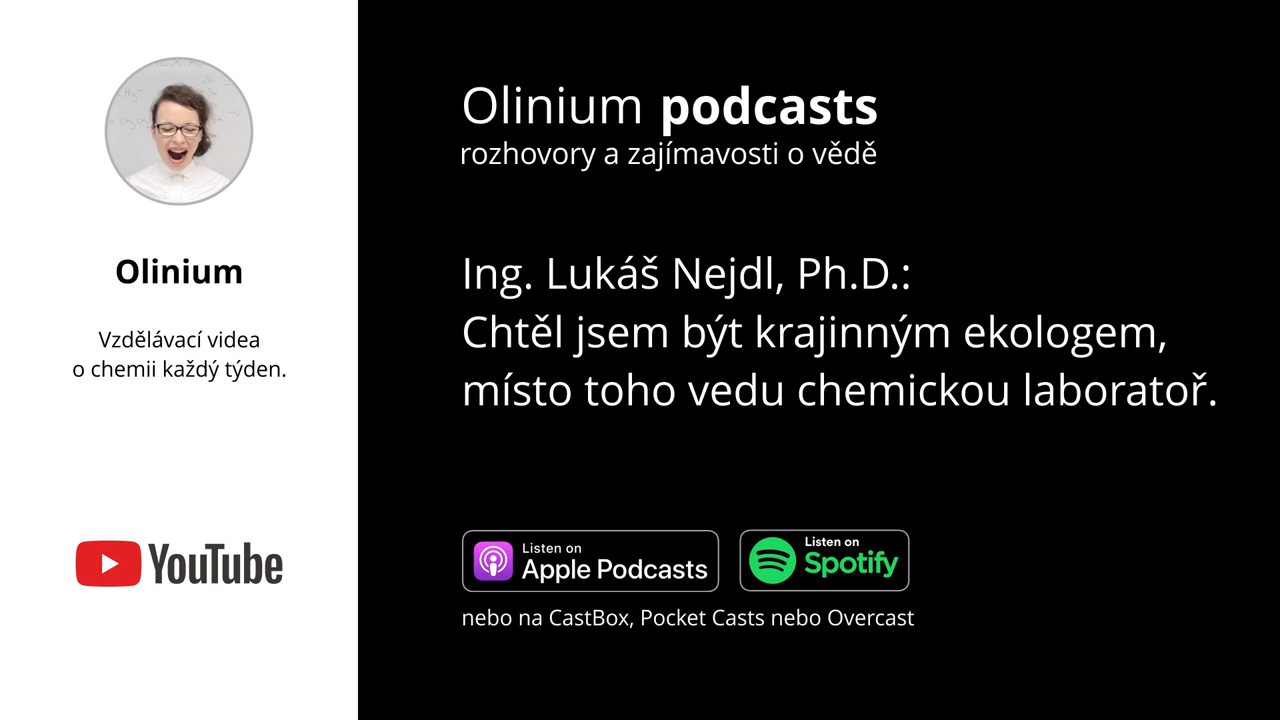 Olinium
Vzdělávací videa
o chemii každý týden.
YouTube
Olinium podcasts
rozhovory a zajímavosti o vědě
Ing. Lukáš Nejdl, Ph.D.:
Chtěl jsem být krajinným ekologem,
místo toho vedu chemickou laboratoř.
Listen on
Apple Podcasts
Listen on
Spotify
nebo na CastBox, Pocket Casts nebo Overcast